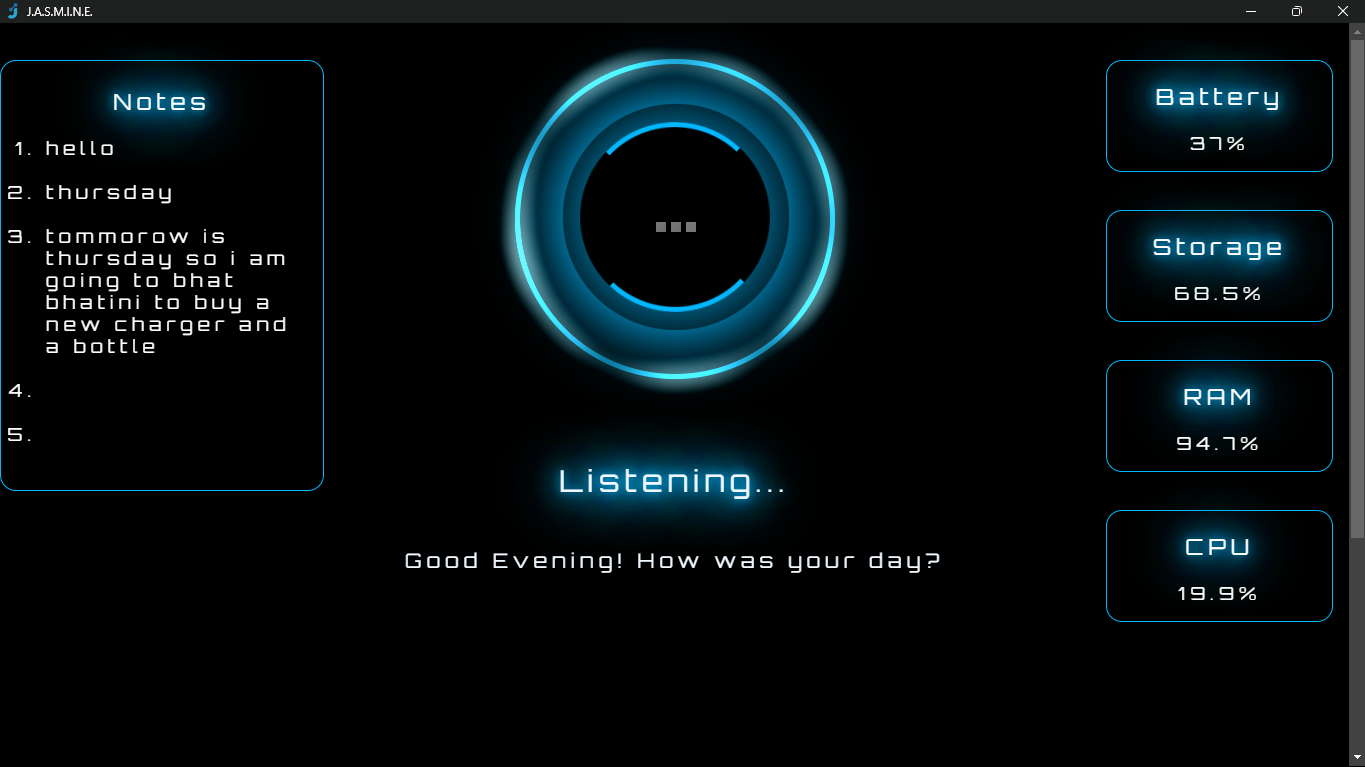 J.A.S.M.I.N.E.
Notes
1. hello
2. thursday
3. tommorow is
thursday so i am
going to bhat
bhatini to buy a
new charger and
a bottle
4.
5.
Listening...
Good Evening! How was your day?
Battery
37%
Storage
68.5%
RAM
94.7%
CPU
19.9%